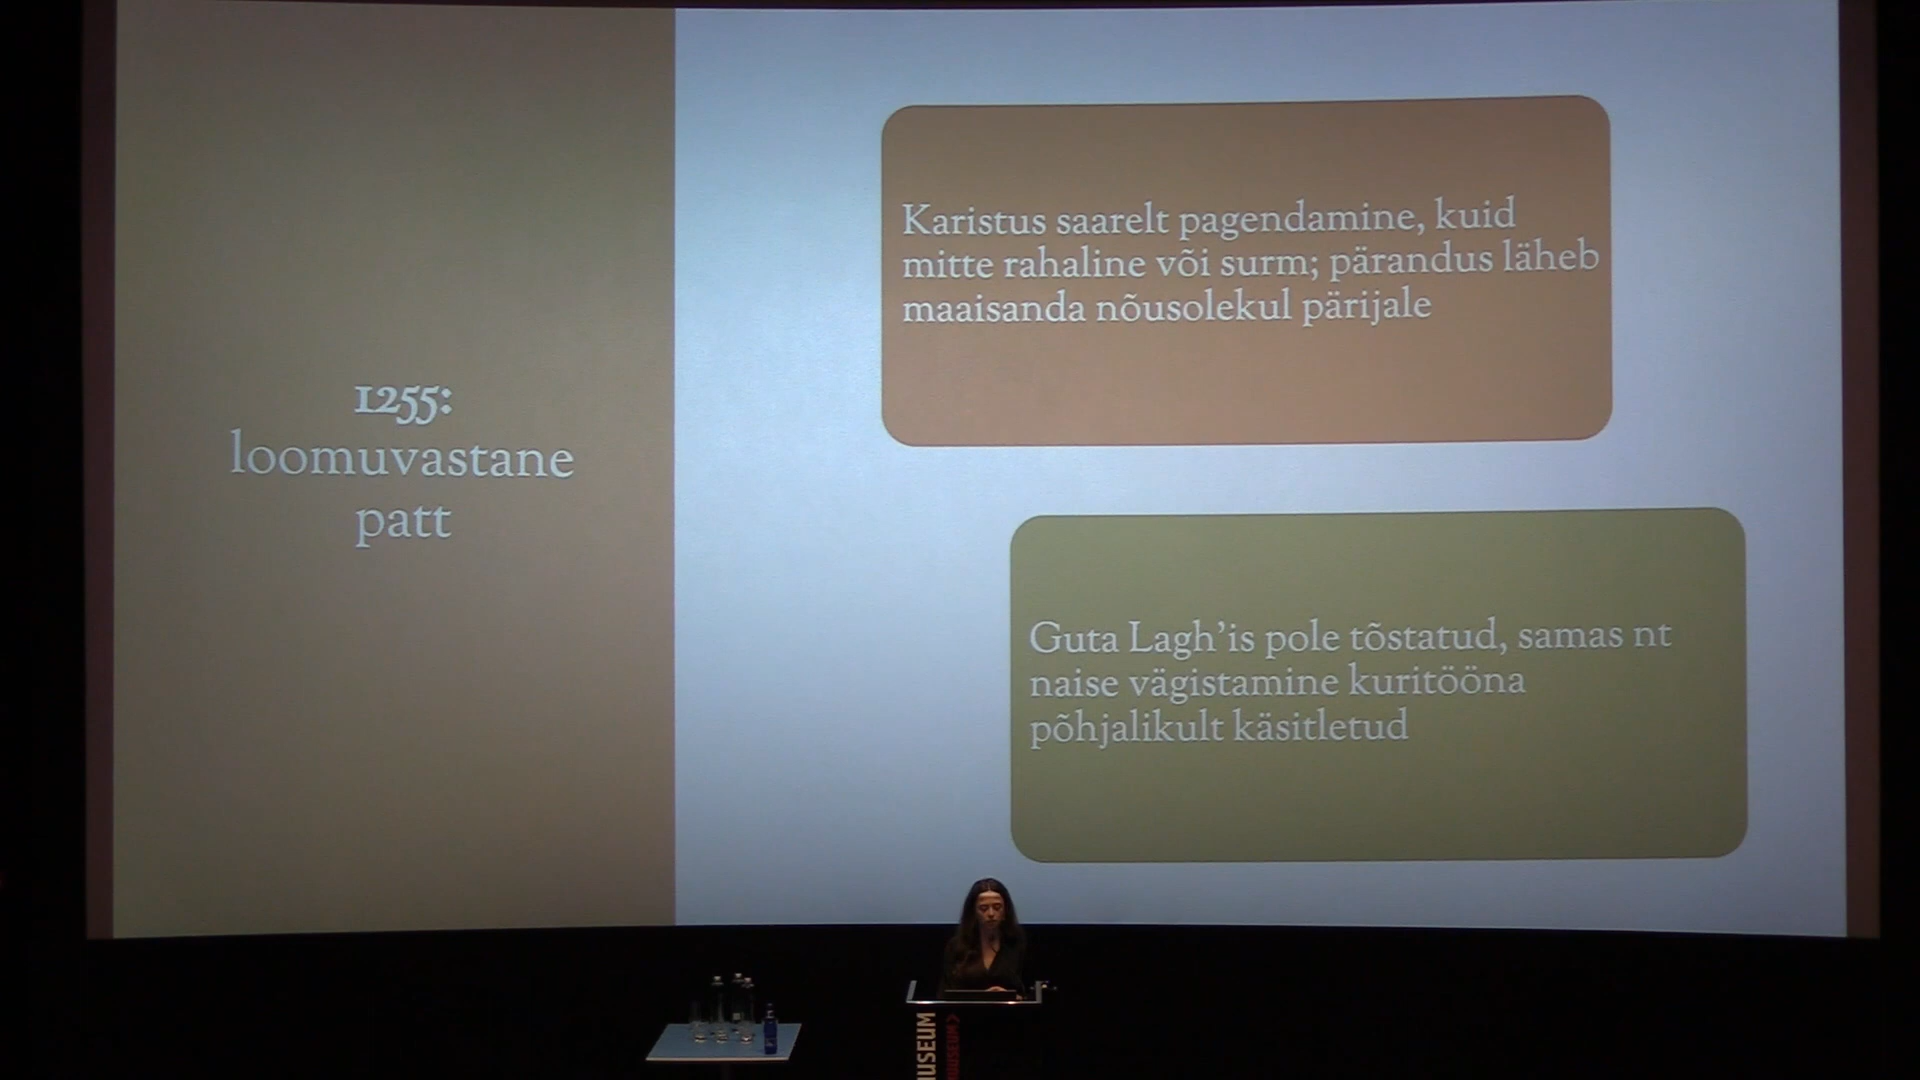 1255:
loomuvastane
patt
Karistus saarelt pagendamine, kuid
mitte rahaline või surm; pärandus läheb
maaisanda nõusolekul pärijale
Guta Lagh’is pole tõstatud, samas nt
naise vägistamine kuritööna
põhjalikult käsitletud
MUSEUM